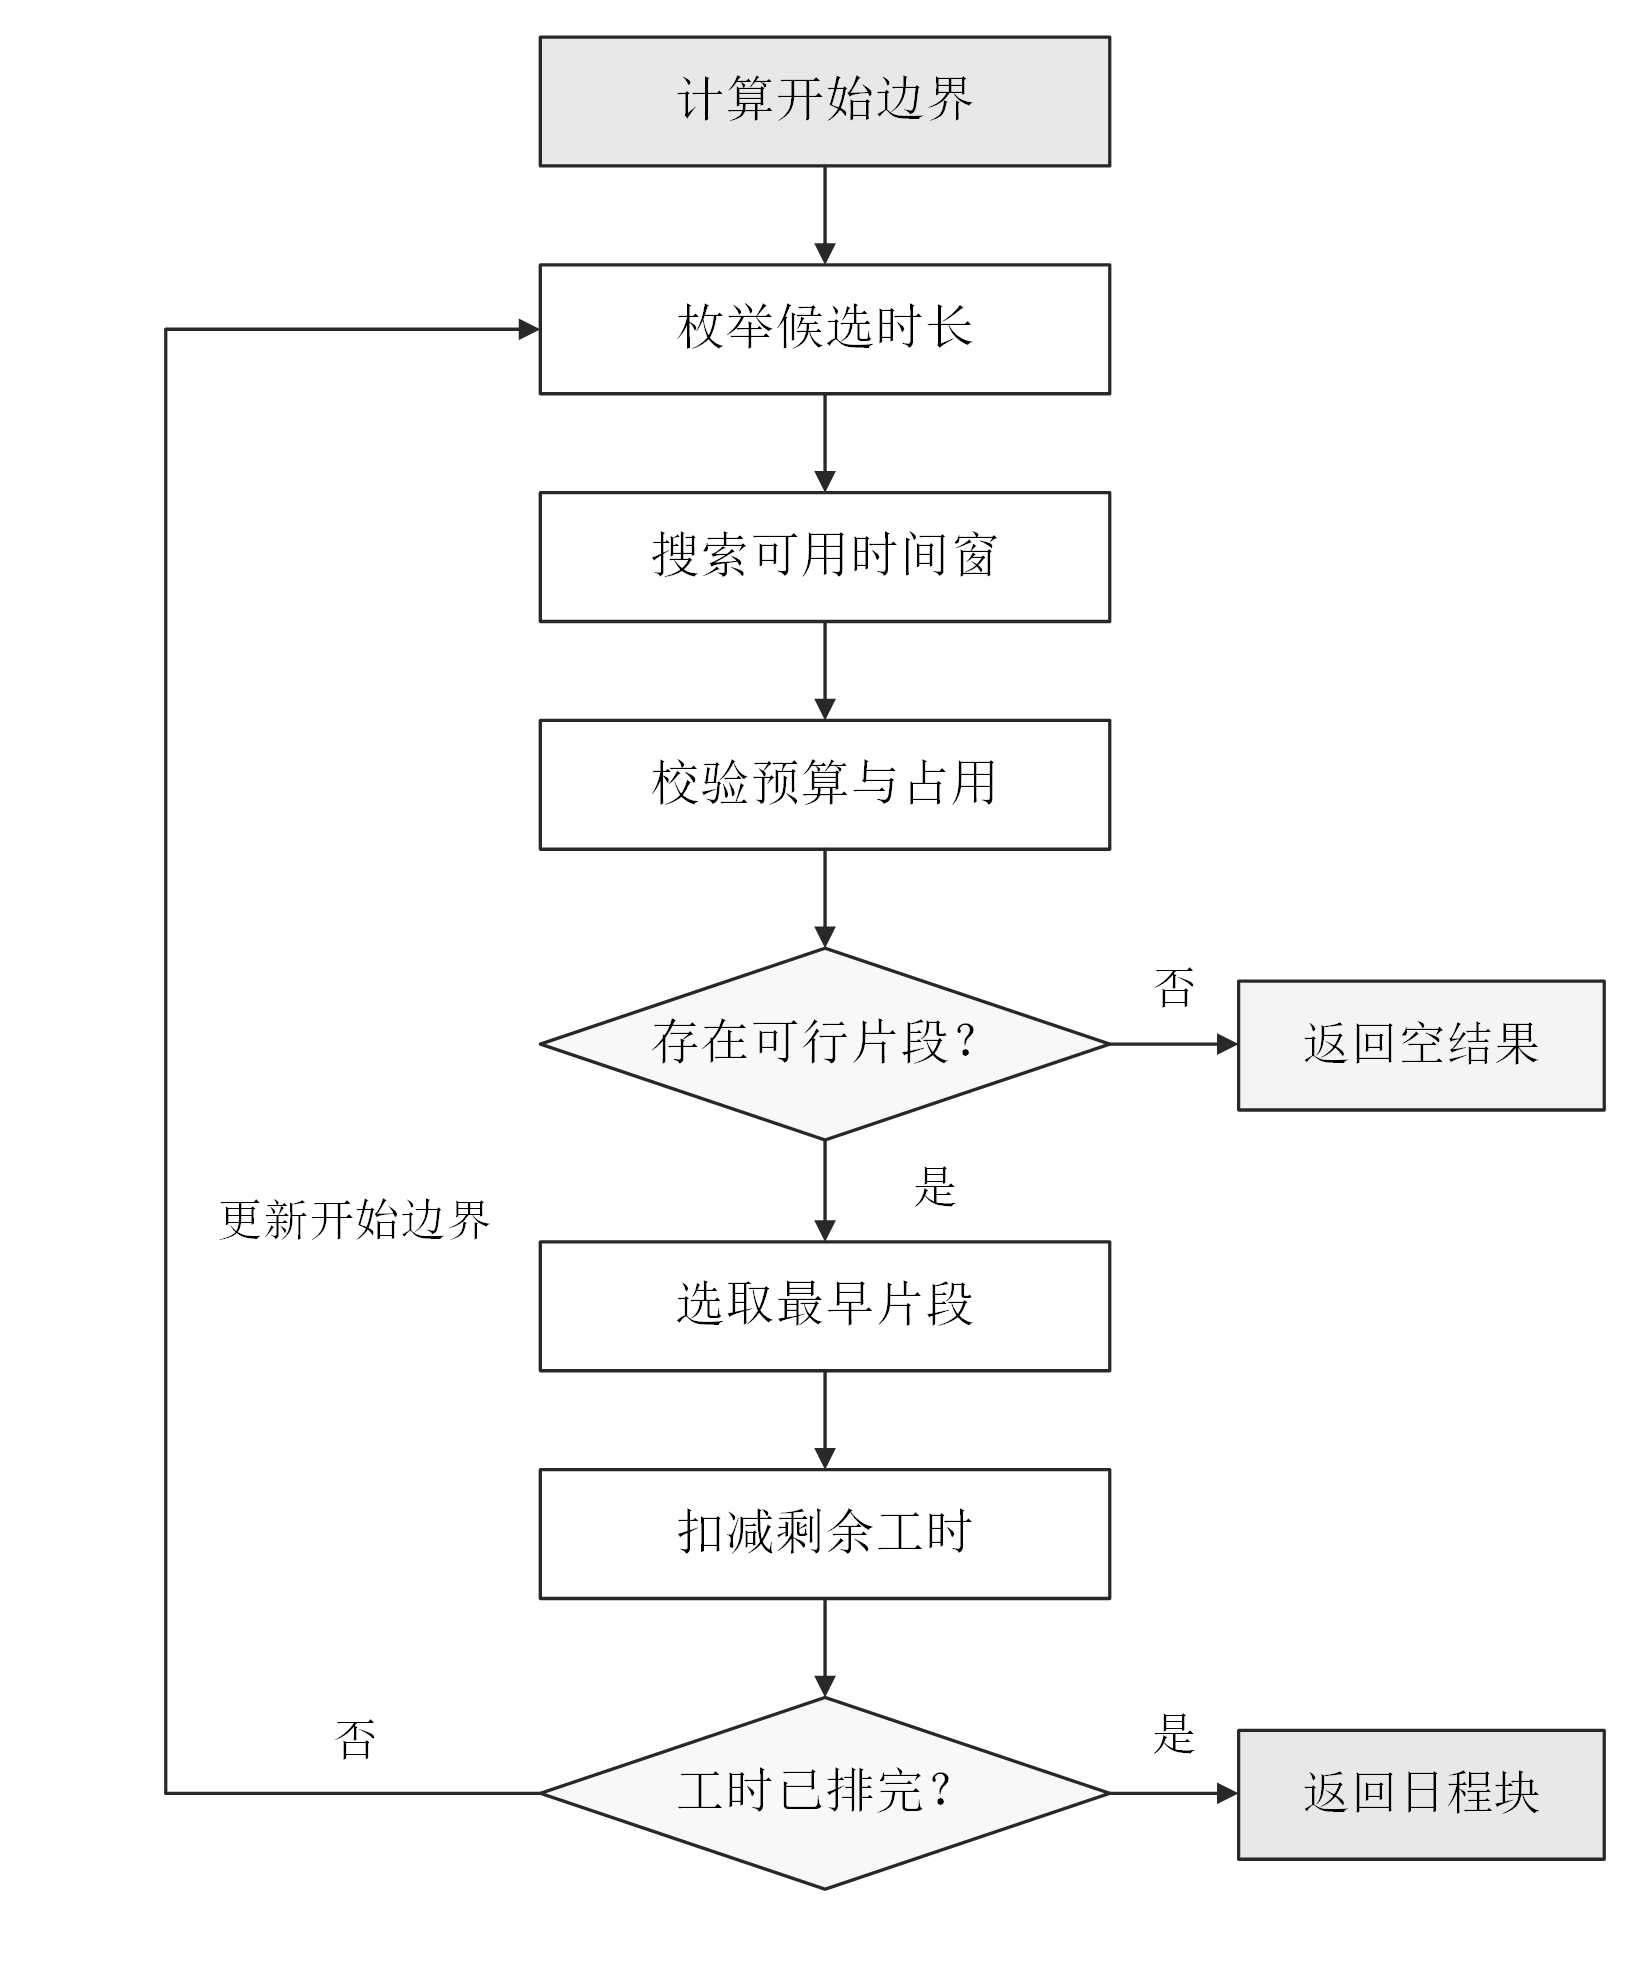 计算开始边界
枚举候选时长
搜索可用时间窗
校验预算与占用
存在可行片段？
否
返回空结果
是
更新开始边界
选取最早片段
扣减剩余工时
否
工时已排完？
是
返回日程块